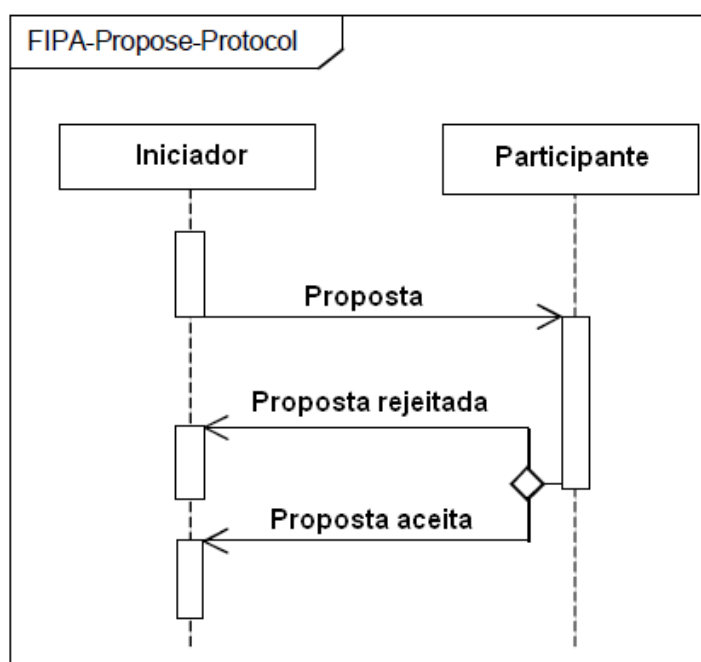 FIPA-Propose-Protocol
Iniciador
Participante
Proposta
Proposta rejeitada
Proposta aceita